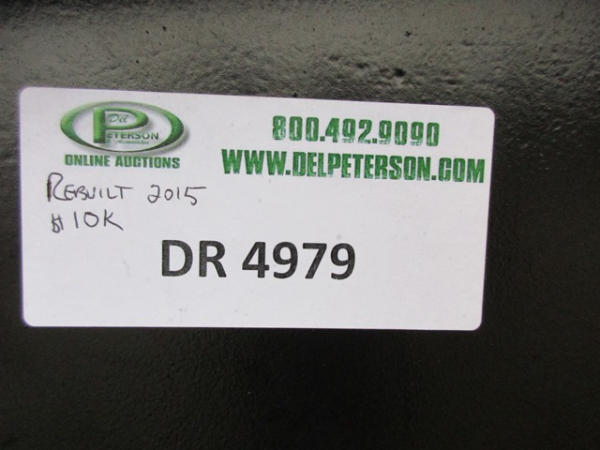 Del
PETERSON
ONLINE AUCTIONS
800.492.9090
WWW.DELPETERSON.COM
REBUILT 2015
$10K
DR 4979